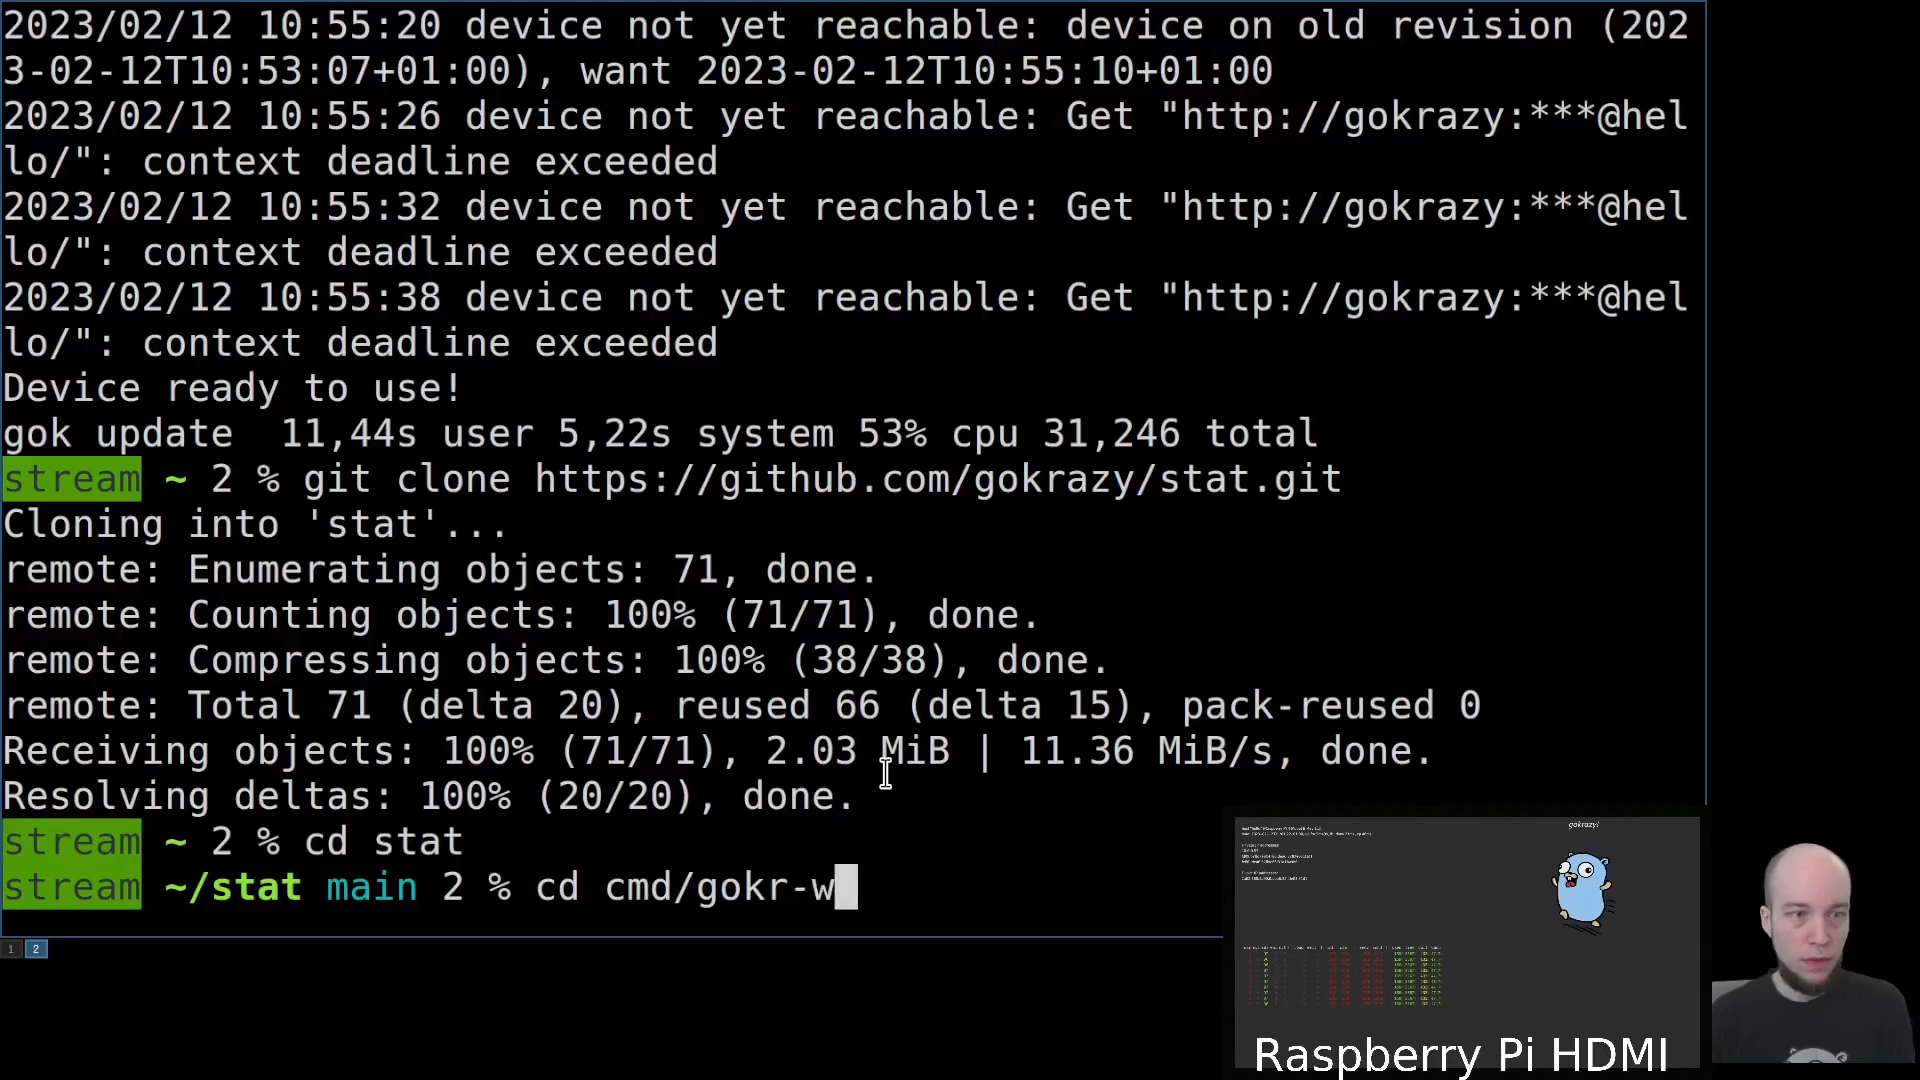 2023/02/12 10:55:20 device not yet reachable: device on old revision (202
3-02-12T10:53:07+01:00), want 2023-02-12T10:55:10+01:00
2023/02/12 10:55:26 device not yet reachable: Get "http://gokrazy:***@hel
lo/": context deadline exceeded
2023/02/12 10:55:32 device not yet reachable: Get "http://gokrazy:***@hel
lo/": context deadline exceeded
2023/02/12 10:55:38 device not yet reachable: Get "http://gokrazy:***@hel
lo/": context deadline exceeded
Device ready to use!
gok update  11,44s user 5,22s system 53% cpu 31,246 total
stream ~ 2 % git clone https://github.com/gokrazy/stat.git
Cloning into 'stat'...
remote: Enumerating objects: 71, done.
remote: Counting objects: 100% (71/71), done.
remote: Compressing objects: 100% (38/38), done.
remote: Total 71 (delta 20), reused 66 (delta 15), pack-reused 0
Receiving objects: 100% (71/71), 2.03 MiB | 11.36 MiB/s, done.
Resolving deltas: 100% (20/20), done.
stream ~ 2 % cd stat
stream ~/stat main 2 % cd cmd/gokr-w
1 2
gokrazy!
Raspberry Pi HDMI